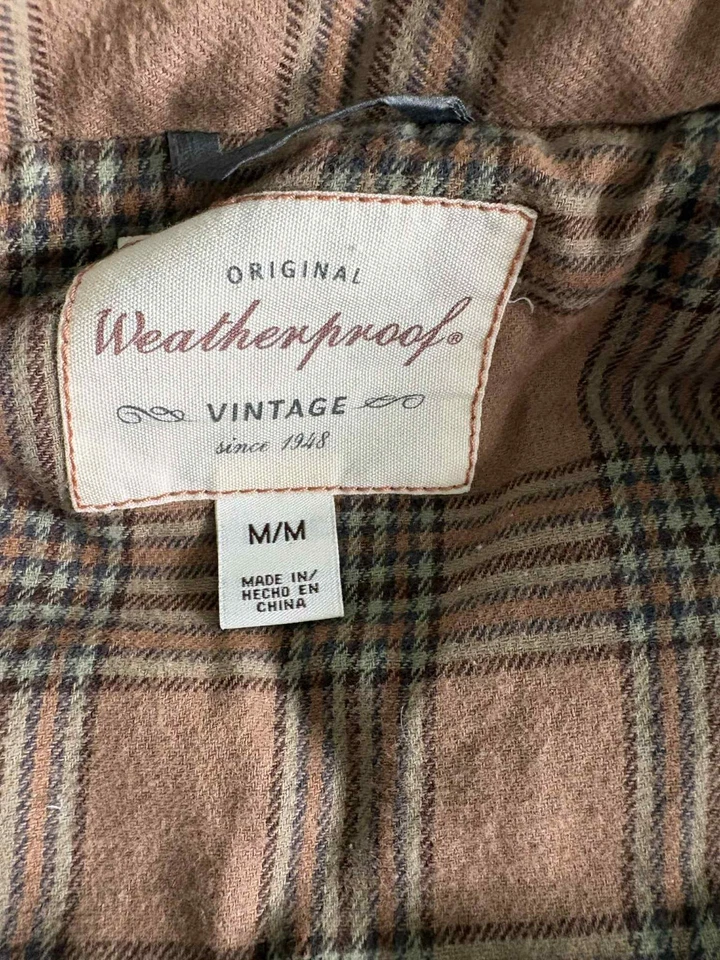 ORIGINAL
Weatherproof®
VINTAGE
since 1948
M/M
MADE IN/
HECHO EN
CHINA